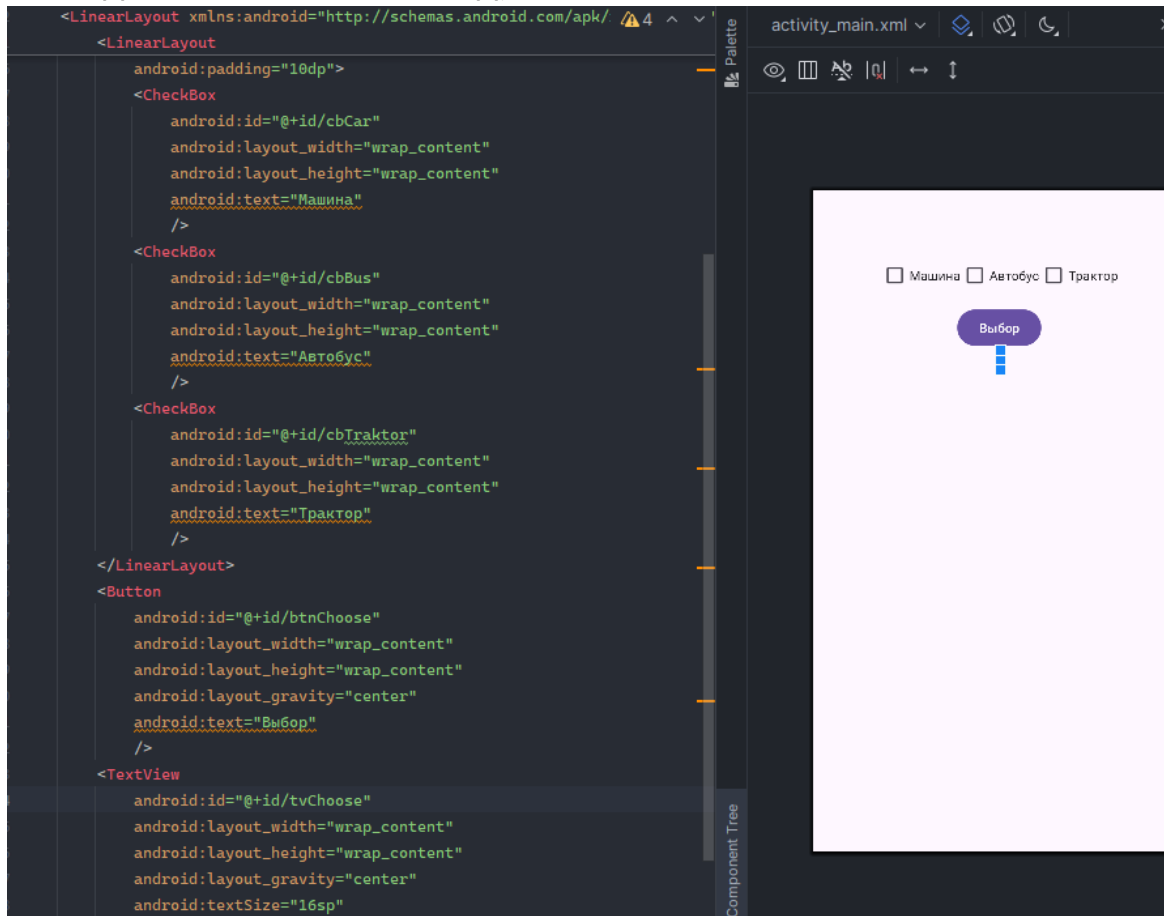 <LinearLayout xmlns:android="http://schemas.android.com/apk/ 4
<LinearLayout
android:padding="10dp">
<CheckBox
android:id="@+id/cbCar"
android:layout_width="wrap_content"
android:layout_height="wrap_content"
android:text="Машина"
/>
<CheckBox
android:id="@+id/cbBus"
android:layout_width="wrap_content"
android:layout_height="wrap_content"
android:text="Автобус"
/>
<CheckBox
android:id="@+id/cbTraktor"
android:layout_width="wrap_content"
android:layout_height="wrap_content"
android:text="Трактор"
/>
</LinearLayout>
<Button
android:id="@+id/btnChoose"
android:layout_width="wrap_content"
android:layout_height="wrap_content"
android:layout_gravity="center"
android:text="Выбор"
/>
<TextView
android:id="@+id/tvChoose"
android:layout_width="wrap_content"
android:layout_height="wrap_content"
android:layout_gravity="center"
android:textSize="16sp"
Palette
Component Tree
activity_main.xml
Машина Автобус Трактор
Выбор